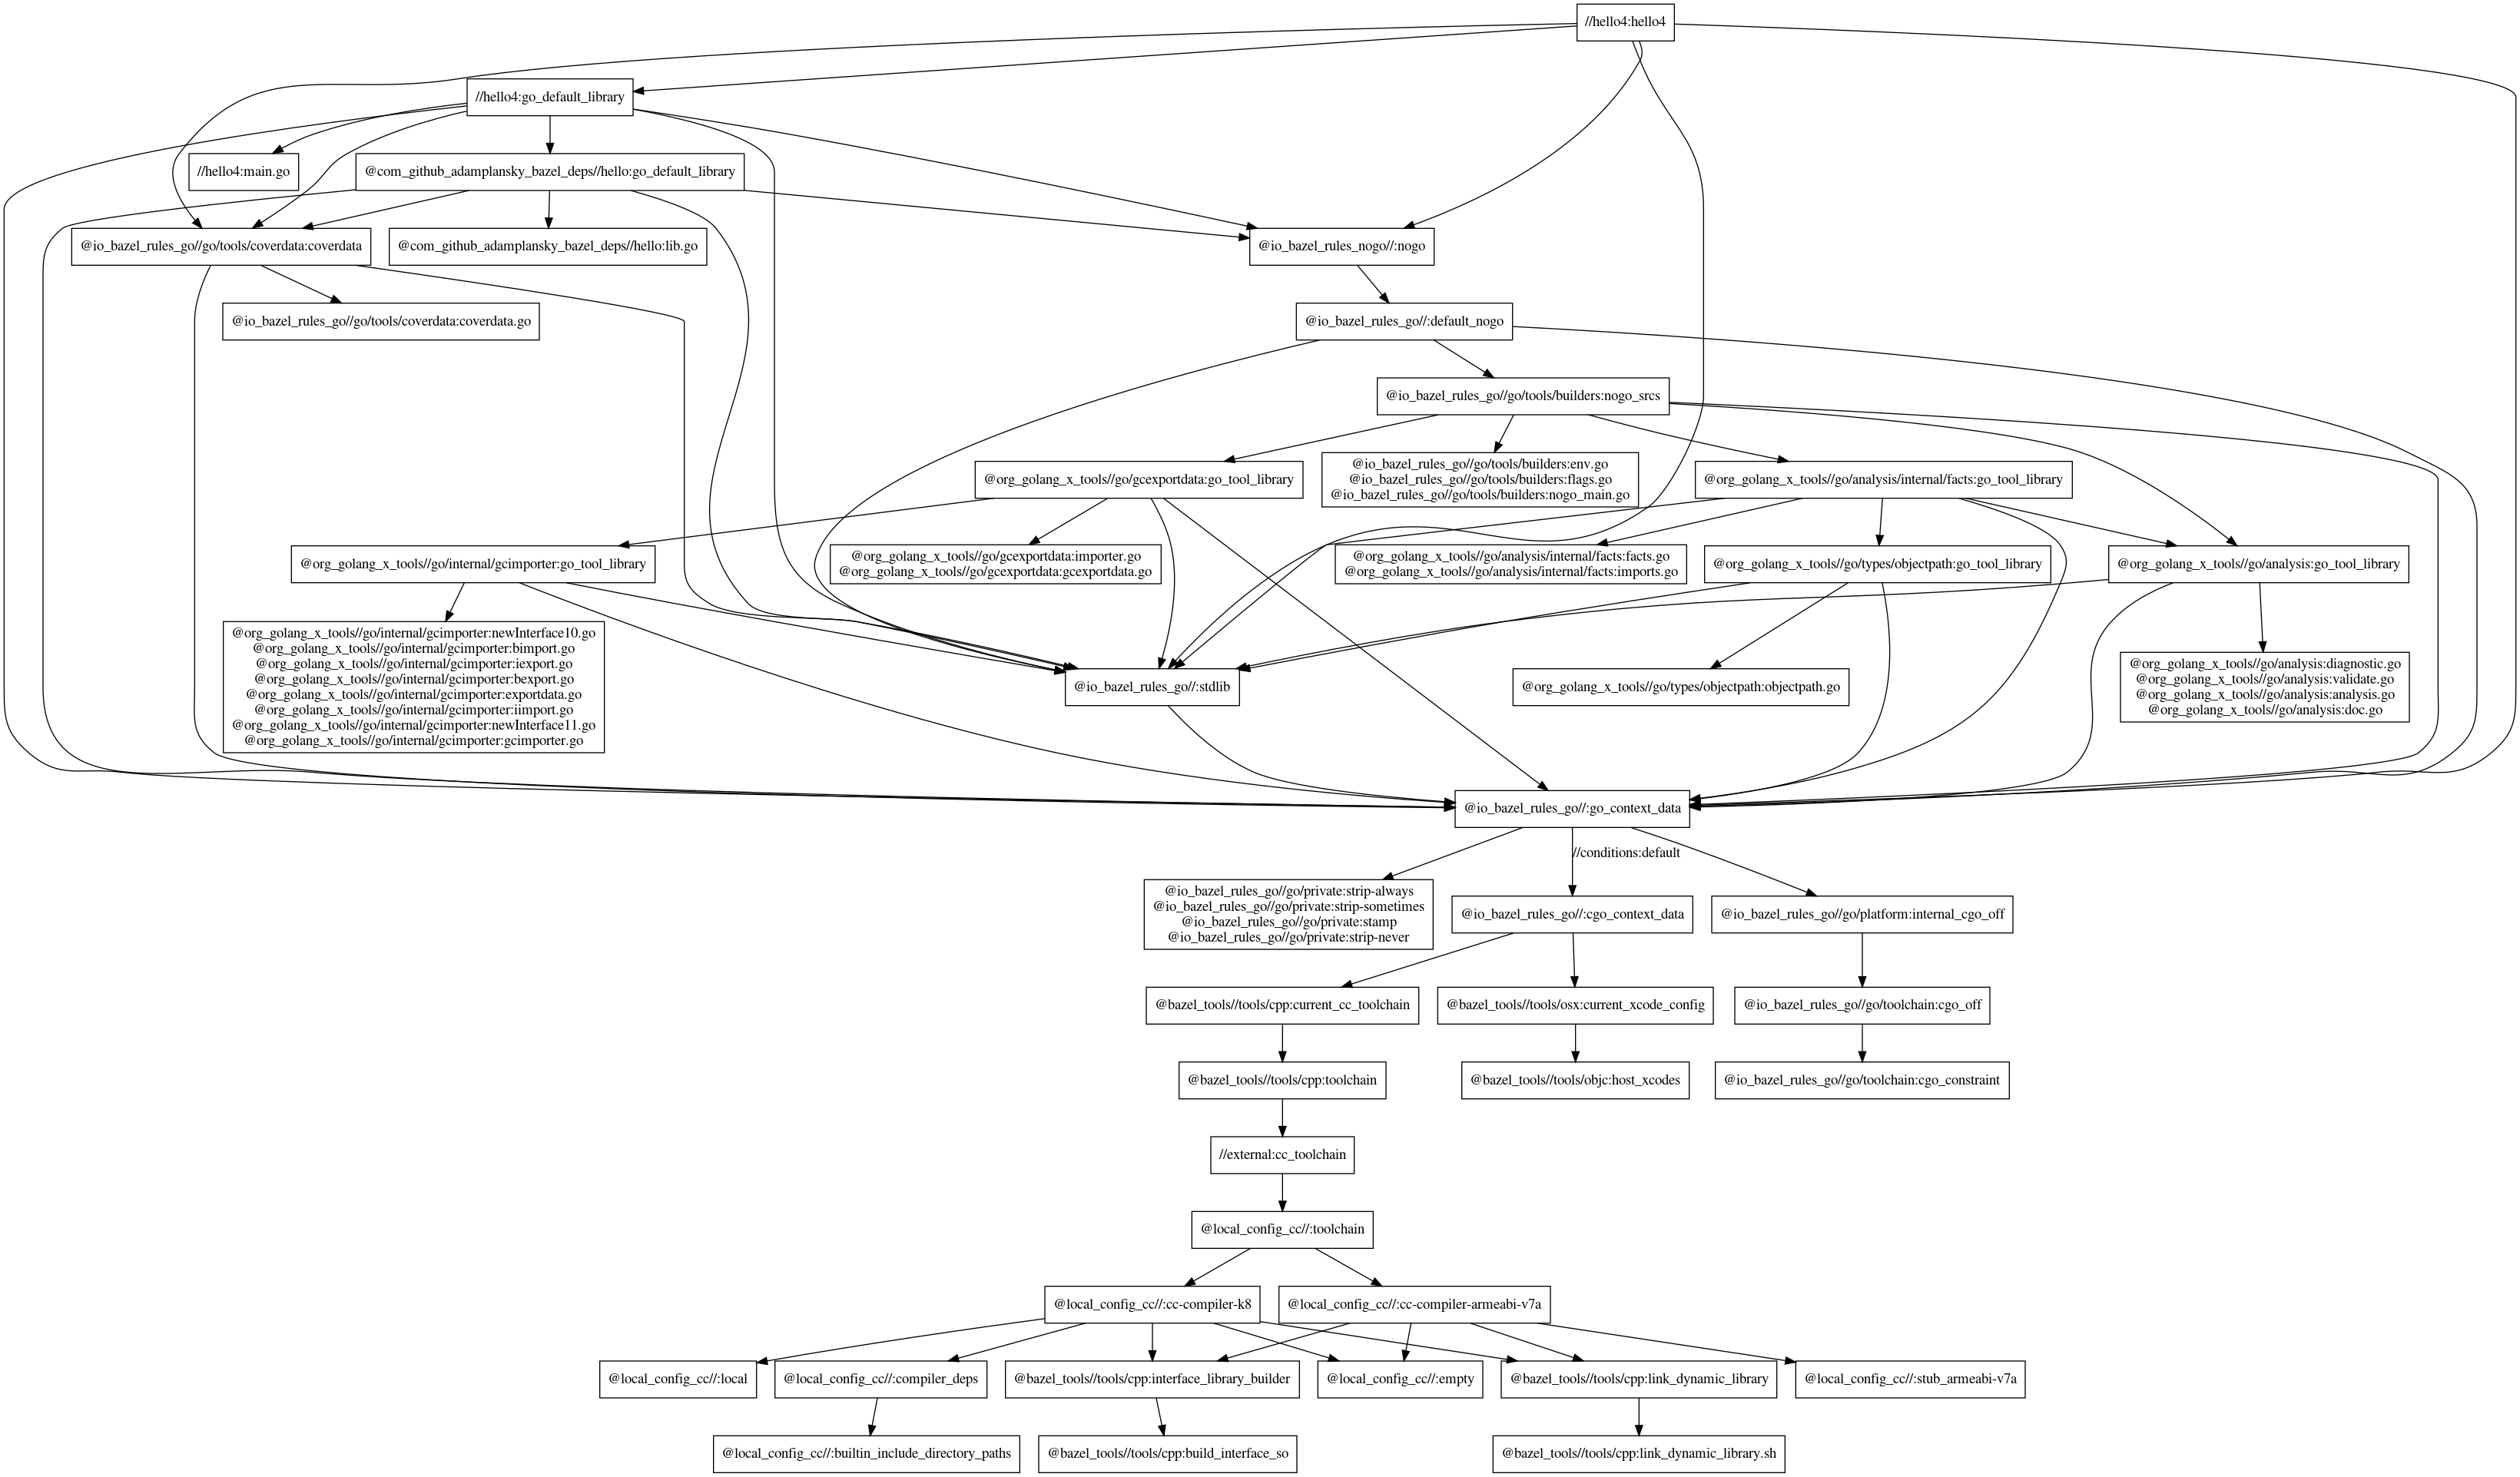 //hello4:hello4
//hello4:go_default_library
//hello4:main.go
@com_github_adamplansky_bazel_deps//hello:go_default_library
@io_bazel_rules_go//go/tools/coverdata:coverdata
@com_github_adamplansky_bazel_deps//hello:lib.go
@io_bazel_rules_nogo//:nogo
@io_bazel_rules_go//go/tools/coverdata:coverdata.go
@io_bazel_rules_go//:default_nogo
@io_bazel_rules_go//go/tools/builders:nogo_srcs
@org_golang_x_tools//go/gcexportdata:go_tool_library
@io_bazel_rules_go//go/tools/builders:env.go
@io_bazel_rules_go//go/tools/builders:flags.go
@io_bazel_rules_go//go/tools/builders:nogo_main.go
@org_golang_x_tools//go/analysis/internal/facts:go_tool_library
@org_golang_x_tools//go/internal/gcimporter:go_tool_library
@org_golang_x_tools//go/gcexportdata:importer.go
@org_golang_x_tools//go/gcexportdata:gcexportdata.go
@org_golang_x_tools//go/analysis/internal/facts:facts.go
@org_golang_x_tools//go/analysis/internal/facts:imports.go
@org_golang_x_tools//go/types/objectpath:go_tool_library
@org_golang_x_tools//go/analysis:go_tool_library
@org_golang_x_tools//go/internal/gcimporter:newInterface10.go
@org_golang_x_tools//go/internal/gcimporter:bimport.go
@org_golang_x_tools//go/internal/gcimporter:iexport.go
@org_golang_x_tools//go/internal/gcimporter:bexport.go
@org_golang_x_tools//go/internal/gcimporter:exportdata.go
@org_golang_x_tools//go/internal/gcimporter:iimport.go
@org_golang_x_tools//go/internal/gcimporter:newInterface11.go
@org_golang_x_tools//go/internal/gcimporter:gcimporter.go
@io_bazel_rules_go//:stdlib
@org_golang_x_tools//go/types/objectpath:objectpath.go
@org_golang_x_tools//go/analysis:diagnostic.go
@org_golang_x_tools//go/analysis:validate.go
@org_golang_x_tools//go/analysis:analysis.go
@org_golang_x_tools//go/analysis:doc.go
@io_bazel_rules_go//:go_context_data
//conditions:default
@io_bazel_rules_go//go/private:strip-always
@io_bazel_rules_go//go/private:strip-sometimes
@io_bazel_rules_go//go/private:stamp
@io_bazel_rules_go//go/private:strip-never
@io_bazel_rules_go//:cgo_context_data
@io_bazel_rules_go//go/platform:internal_cgo_off
@bazel_tools//tools/cpp:current_cc_toolchain
@bazel_tools//tools/osx:current_xcode_config
@io_bazel_rules_go//go/toolchain:cgo_off
@bazel_tools//tools/cpp:toolchain
@bazel_tools//tools/objc:host_xcodes
@io_bazel_rules_go//go/toolchain:cgo_constraint
//external:cc_toolchain
@local_config_cc//:toolchain
@local_config_cc//:cc-compiler-k8
@local_config_cc//:cc-compiler-armeabi-v7a
@local_config_cc//:local
@local_config_cc//:compiler_deps
@bazel_tools//tools/cpp:interface_library_builder
@local_config_cc//:empty
@bazel_tools//tools/cpp:link_dynamic_library
@local_config_cc//:stub_armeabi-v7a
@local_config_cc//:builtin_include_directory_paths
@bazel_tools//tools/cpp:build_interface_so
@bazel_tools//tools/cpp:link_dynamic_library.sh